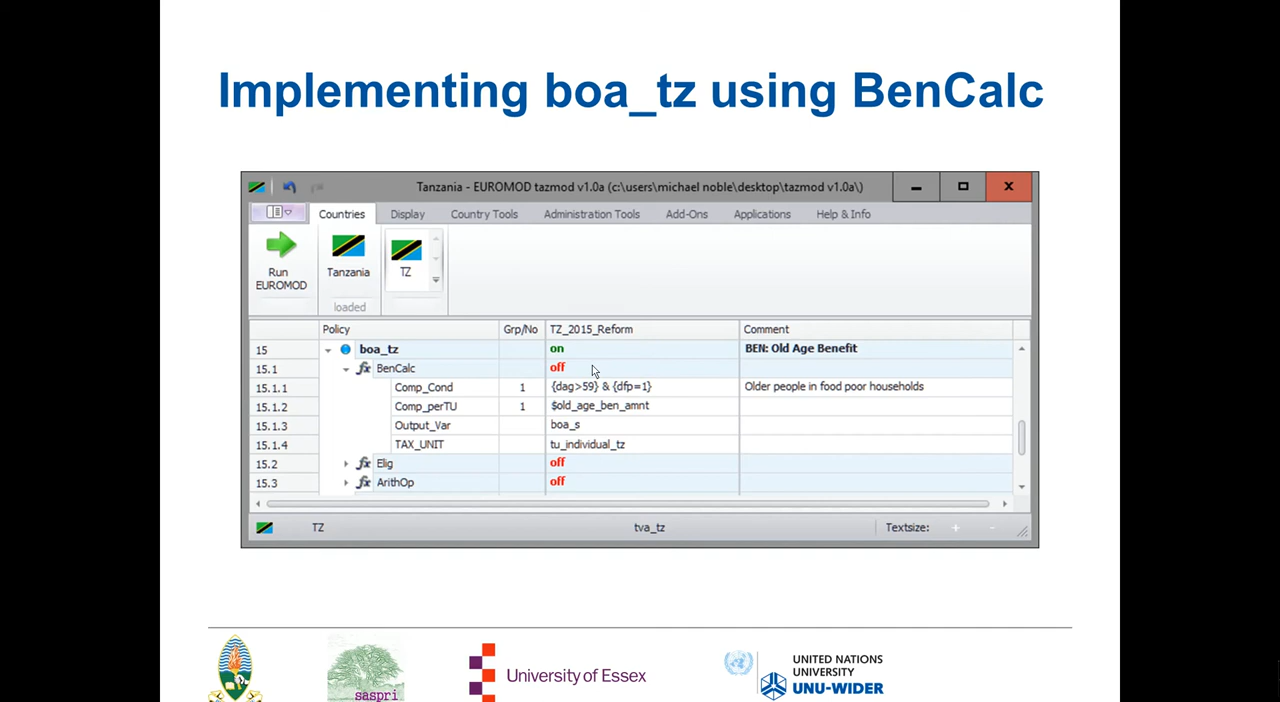 Implementing boa_tz using BenCalc
Tanzania - EUROMOD tazmod v1.0a (c:\users\michael noble\desktop\tazmod v1.0a\)
Countries Display Country Tools Administration Tools Add-Ons Applications Help & Info
Run EUROMOD
Tanzania
TZ
loaded
Policy Grp/No TZ_2015_Reform Comment
15 boa_tz on BEN: Old Age Benefit
15.1 fx BenCalc off
15.1.1 Comp_Cond 1 {dag>59} & {dfp=1} Older people in food poor households
15.1.2 Comp_perTU 1 $old_age_ben_amnt
15.1.3 Output_Var boa_s
15.1.4 TAX_UNIT tu_individual_tz
15.2 fx Elig off
15.3 fx ArithOp off
TZ tva_tz Textsize: + -
saspri
University of Essex
UNITED NATIONS
UNIVERSITY
UNU-WIDER